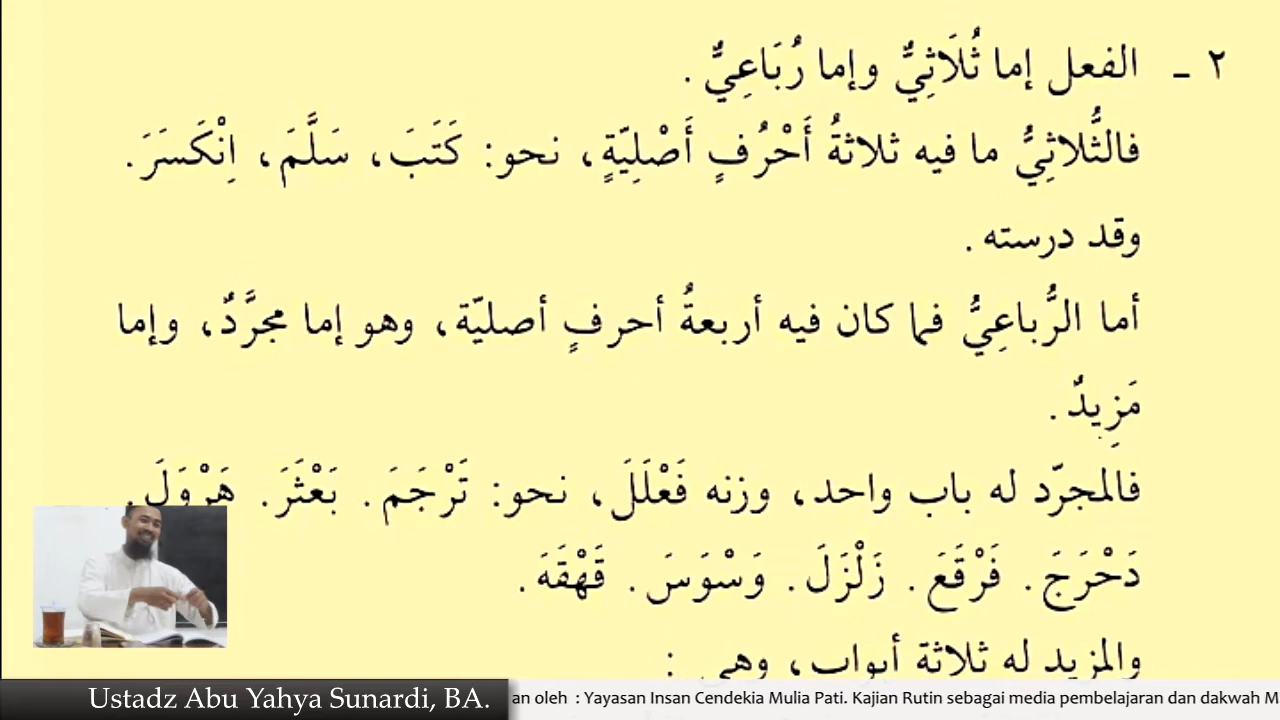 ٢ - الفعل إما ثُلَاثِيٌّ وإما رُبَاعِيٌّ .
فالثُّلاثِيُّ ما فيه ثلاثةُ أَحْرُفٍ أَصْلِيّةٍ، نحو: كَتَبَ، سَلَّمَ، اِنْكَسَرَ.
وقد درسته .
أما الرُّباعِيُّ فما كان فيه أربعةُ أحرفٍ أصليّة، وهو إما مجرَّدٌ، وإما
مَزِيدٌ .
فالمجرّد له باب واحد، وزنه فَعْلَلَ، نحو: تَرْجَمَ. بَعْثَرَ. هَرْوَلَ.
دَحْرَجَ. فَرْقَعَ. زَلْزَلَ. وَسْوَسَ. قَهْقَهَ.
والمزيد له ثلاثة أبواب، وهي :
Ustadz Abu Yahya Sunardi, BA.
an oleh : Yayasan Insan Cendekia Mulia Pati. Kajian Rutin sebagai media pembelajaran dan dakwah M